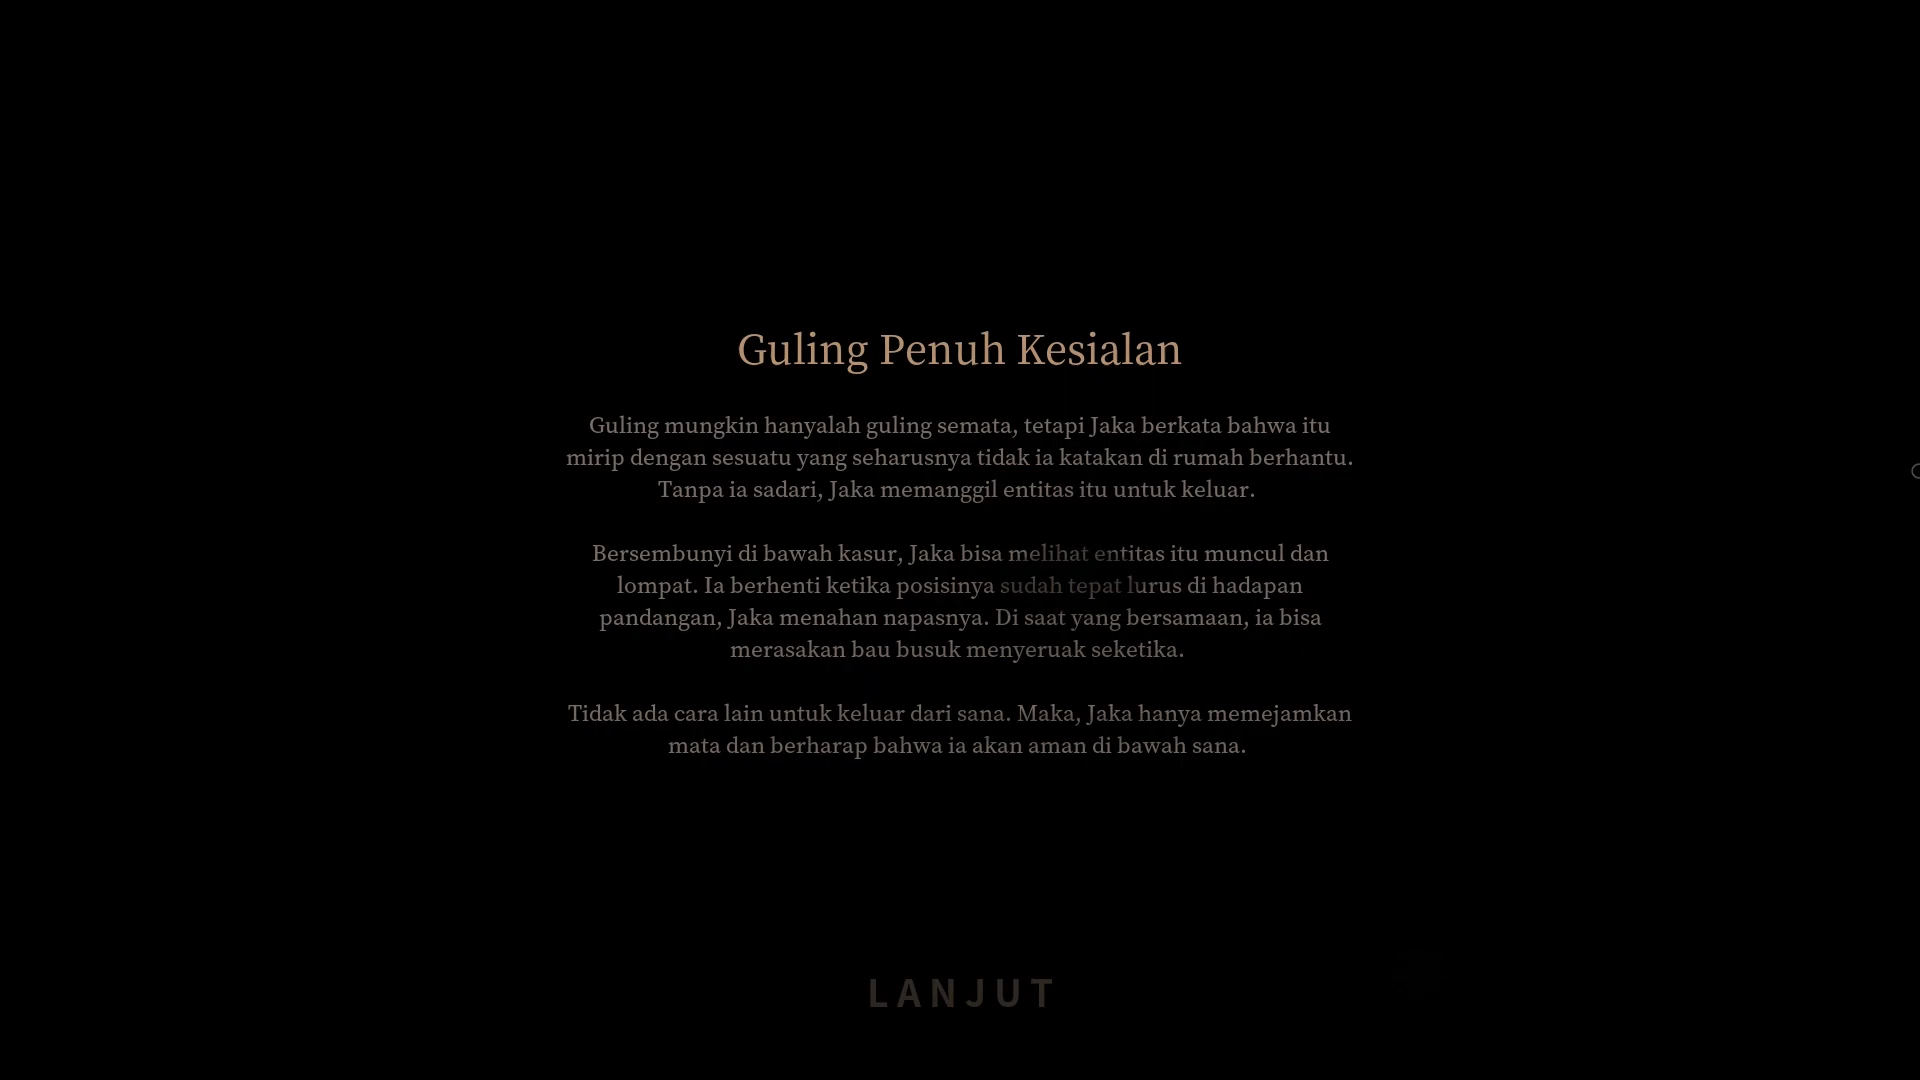 Guling Penuh Kesialan
Guling mungkin hanyalah guling semata, tetapi Jaka berkata bahwa itu
mirip dengan sesuatu yang seharusnya tidak ia katakan di rumah berhantu.
Tanpa ia sadari, Jaka memanggil entitas itu untuk keluar.
Bersembunyi di bawah kasur, Jaka bisa melihat entitas itu muncul dan
lompat. Ia berhenti ketika posisinya sudah tepat lurus di hadapan
pandangan, Jaka menahan napasnya. Di saat yang bersamaan, ia bisa
merasakan bau busuk menyeruak seketika.
Tidak ada cara lain untuk keluar dari sana. Maka, Jaka hanya memejamkan
mata dan berharap bahwa ia akan aman di bawah sana.
LANJUT